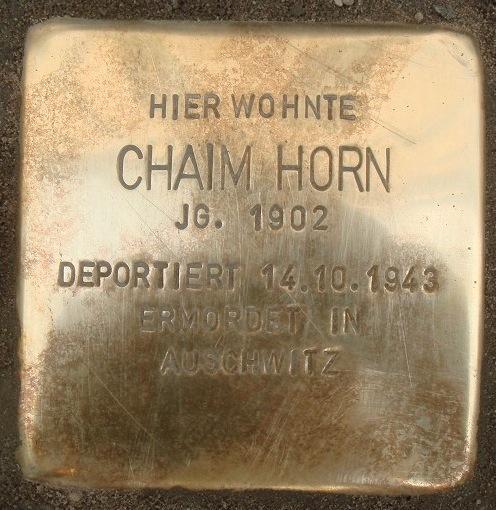 HIER WOHNTE
CHAIM HORN
JG. 1902
DEPORTIERT 14.10.1943
ERMORDET IN
AUSCHWITZ